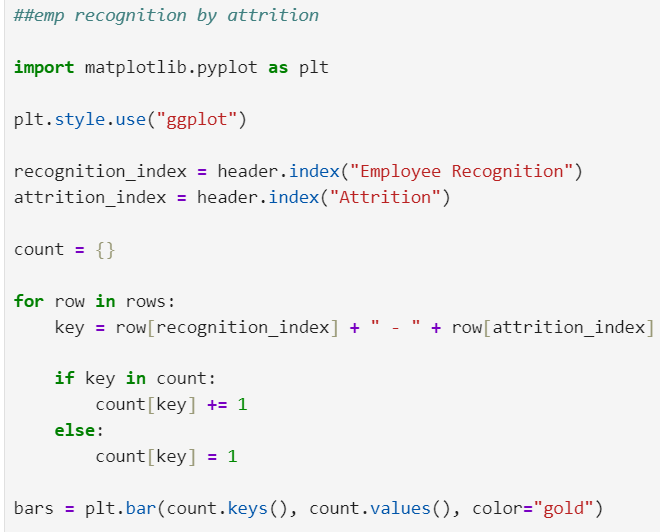 ##emp recognition by attrition
import matplotlib.pyplot as plt
plt.style.use("ggplot")
recognition_index = header.index("Employee Recognition")
attrition_index = header.index("Attrition")
count = {}
for row in rows:
    key = row[recognition_index] + " - " + row[attrition_index]
    if key in count:
        count[key] += 1
    else:
        count[key] = 1
bars = plt.bar(count.keys(), count.values(), color="gold")